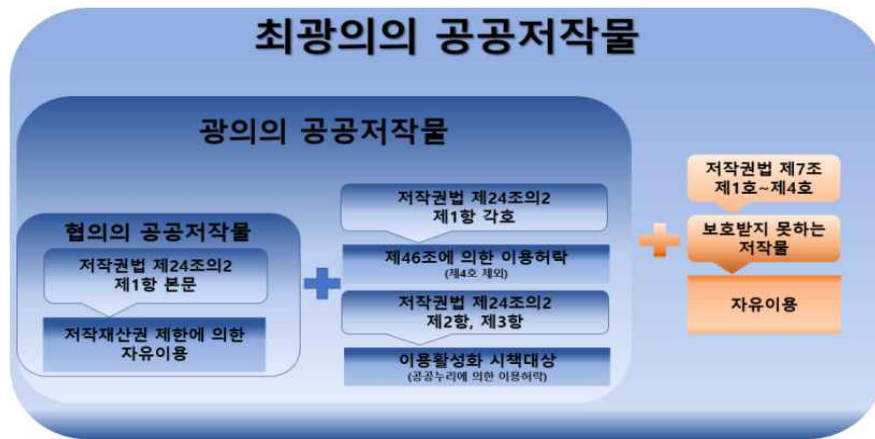 최광의의 공공저작물
광의의 공공저작물
협의의 공공저작물
저작권법 제24조의2
제1항 본문
저작재산권 제한에 의한
자유이용
저작권법 제24조의2
제1항 각호
제46조에 의한 이용허락
(제4호 제외)
저작권법 제24조의2
제2항, 제3항
이용활성화 시책대상
(공공누리에 의한 이용허락)
저작권법 제7조
제1호~제4호
보호받지 못하는
저작물
자유이용